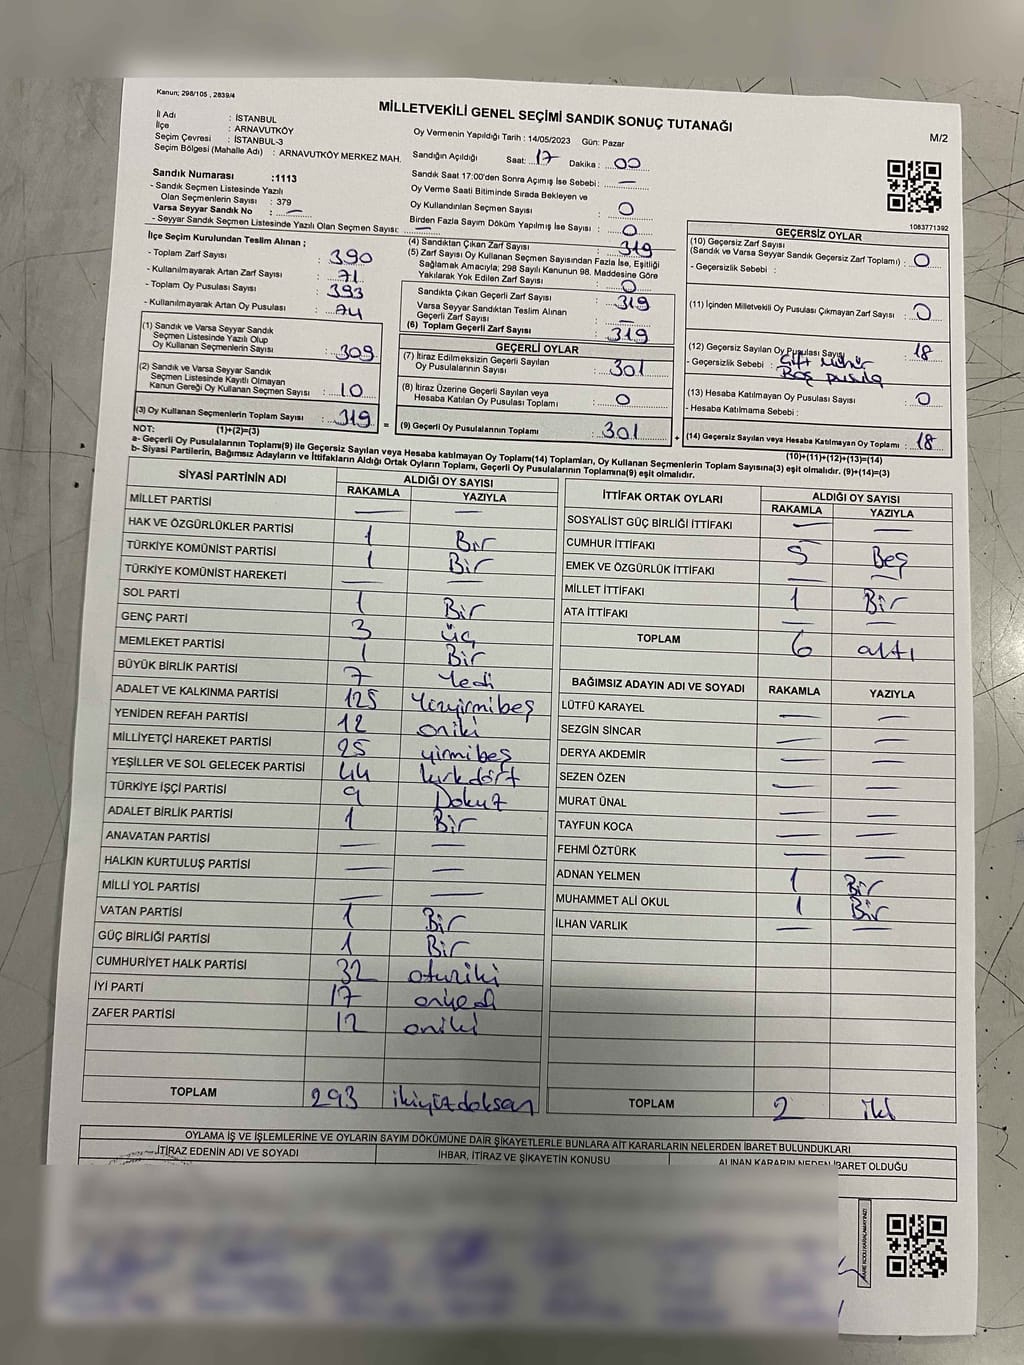 Kanun; 298/105 , 2839/4
MİLLETVEKİLİ GENEL SEÇİMİ SANDIK SONUÇ TUTANAĞI
M/2
İl Adı : İSTANBUL
İlçe : ARNAVUTKÖY
Seçim Çevresi : İSTANBUL-3
Seçim Bölgesi (Mahalle Adı) : ARNAVUTKÖY MERKEZ MAH.
Oy Vermenin Yapıldığı Tarih : 14/05/2023 Gün: Pazar
Sandığın Açıldığı Saat: 17 Dakika : 00
Sandık Saat 17:00'den Sonra Açımış İse Sebebi : —
Oy Verme Saati Bitiminde Sırada Bekleyen ve
Oy Kullandırılan Seçmen Sayısı : 0
Birden Fazla Sayım Döküm Yapılmış İse Sayısı : 0
Sandık Numarası :1113
- Sandık Seçmen Listesinde Yazılı
Olan Seçmenlerin Sayısı : 379
Varsa Seyyar Sandık No : —
- Seyyar Sandık Seçmen Listesinde Yazılı Olan Seçmen Sayısı: —
1083771392
İlçe Seçim Kurulundan Teslim Alınan ;
- Toplam Zarf Sayısı : 390
- Kullanılmayarak Artan Zarf Sayısı : 71
- Toplam Oy Pusulası Sayısı : 393
- Kullanılmayarak Artan Oy Pusulası : 74
(1) Sandık ve Varsa Seyyar Sandık
Seçmen Listesinde Yazılı Olup
Oy Kullanan Seçmenlerin Sayısı : 309
(2) Sandık ve Varsa Seyyar Sandık
Seçmen Listesinde Kayıtlı Olmayan
Kanun Gereği Oy Kullanan Seçmen Sayısı : 10
(3) Oy Kullanan Seçmenlerin Toplam Sayısı : 319
(4) Sandıktan Çıkan Zarf Sayısı : 319
(5) Zarf Sayısı Oy Kullanan Seçmen Sayısından Fazla İse, Eşitliği
Sağlamak Amacıyla; 298 Sayılı Kanunun 98. Maddesine Göre
Yakılarak Yok Edilen Zarf Sayısı : 0
Sandıkta Çıkan Geçerli Zarf Sayısı : 319
Varsa Seyyar Sandıktan Teslim Alınan
Geçerli Zarf Sayısı : —
(6) Toplam Geçerli Zarf Sayısı : 319
GEÇERLİ OYLAR
(7) İtiraz Edilmeksizin Geçerli Sayılan
Oy Pusulalarının Sayısı : 301
(8) İtiraz Üzerine Geçerli Sayılan veya
Hesaba Katılan Oy Pusulası Toplamı : 0
= (9) Geçerli Oy Pusulalarının Toplamı : 301
GEÇERSİZ OYLAR
(10) Geçersiz Zarf Sayısı
(Sandık ve Varsa Seyyar Sandık Geçersiz Zarf Toplamı) : 0
- Geçersizlik Sebebi :
(11) İçinden Milletvekil Oy Pusulası Çıkmayan Zarf Sayısı : 0
(12) Geçersiz Sayılan Oy Pusulası Sayısı : 18
- Geçersizlik Sebebi : Çift Mühür
Boş pusula
(13) Hesaba Katılmayan Oy Pusulası Sayısı : 0
- Hesaba Katılmama Sebebi :
+ (14) Geçersiz Sayılan veya Hesaba Katılmayan Oy Toplamı : 18
NOT: (1)+(2)=(3)
(10)+(11)+(12)+(13)=(14)
a- Geçerli Oy Pusulalarının Toplamı(9) ile Geçersiz Sayılan veya Hesaba katılmayan Oy Toplam(14) Toplamları, Oy Kullanan Seçmenlerin Toplam Sayısına(3) eşit olmalıdır. (9)+(14)=(3)
b- Siyasi Partilerin, Bağımsız Adayların ve İttifakların Aldığı Ortak Oyların Toplamı, Geçerli Oy Pusulalarının Toplamına(9) eşit olmalıdır.
SİYASİ PARTİNİN ADI ALDIĞI OY SAYISI
RAKAMLA YAZIYLA
MİLLET PARTİSİ — —
HAK VE ÖZGÜRLÜKLER PARTİSİ 1 Bir
TÜRKİYE KOMÜNİST PARTİSİ 1 Bir
TÜRKİYE KOMÜNİST HAREKETİ — —
SOL PARTİ 1 Bir
GENÇ PARTİ 3 üç
MEMLEKET PARTİSİ 1 Bir
BÜYÜK BİRLİK PARTİSİ 7 Yedi
ADALET VE KALKINMA PARTİSİ 125 Yüzyirmibeş
YENİDEN REFAH PARTİSİ 12 oniki
MİLLİYETÇİ HAREKET PARTİSİ 25 yirmibeş
YEŞİLLER VE SOL GELECEK PARTİSİ 44 kırkdört
TÜRKİYE İŞÇİ PARTİSİ 9 Dokuz
ADALET BİRLİK PARTİSİ 1 Bir
ANAVATAN PARTİSİ — —
HALKIN KURTULUŞ PARTİSİ — —
MİLLİ YOL PARTİSİ — —
VATAN PARTİSİ 1 Bir
GÜÇ BİRLİĞİ PARTİSİ 1 Bir
CUMHURİYET HALK PARTİSİ 32 otuziki
İYİ PARTİ 17 onyedi
ZAFER PARTİSİ 12 oniki
TOPLAM 293 ikiyüzdoksan
İTTİFAK ORTAK OYLARI ALDIĞI OY SAYISI
RAKAMLA YAZIYLA
SOSYALİST GÜÇ BİRLİĞİ İTTİFAKI — —
CUMHUR İTTİFAKI 5 Beş
EMEK VE ÖZGÜRLÜK İTTİFAKI — —
MİLLET İTTİFAKI 1 Bir
ATA İTTİFAKI — —
TOPLAM 6 altı
BAĞIMSIZ ADAYIN ADI VE SOYADI RAKAMLA YAZIYLA
LÜTFÜ KARAYEL — —
SEZGİN SİNCAR — —
DERYA AKDEMİR — —
SEZEN ÖZEN — —
MURAT ÜNAL — —
TAYFUN KOCA — —
FEHMİ ÖZTÜRK — —
ADNAN YELMEN 1 Bir
MUHAMMET ALİ OKUL 1 Bir
İLHAN VARLIK — —
TOPLAM 2 iki
OYLAMA İŞ VE İŞLEMLERİNE VE OYLARIN SAYIM DÖKÜMÜNE DAİR ŞİKAYETLERLE BUNLARA AİT KARARLARIN NELERDEN İBARET BULUNDUKLARI
İTİRAZ EDENİN ADI VE SOYADI İHBAR, İTİRAZ VE ŞİKAYETİN KONUSU ALINAN KARARIN NEDEN İBARET OLDUĞU